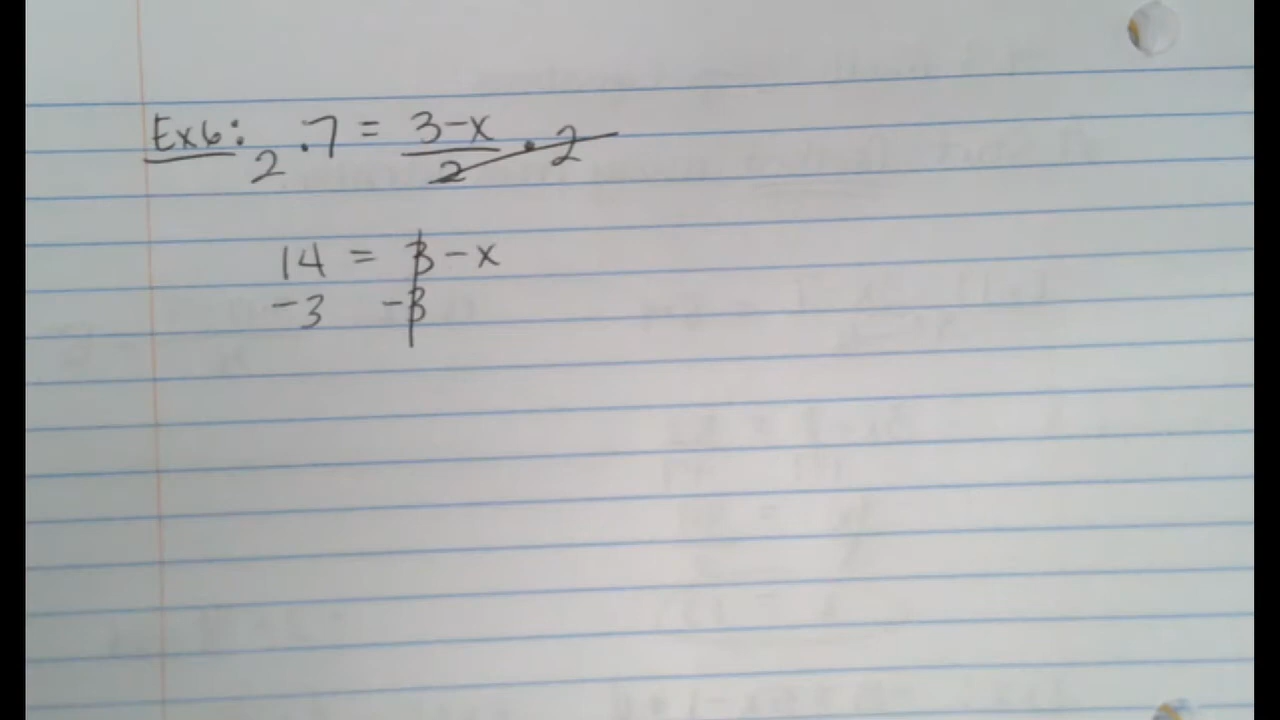 Ex6: 2 . 7 = 3-x/2 . 2
14 = 3 - x
-3 -3